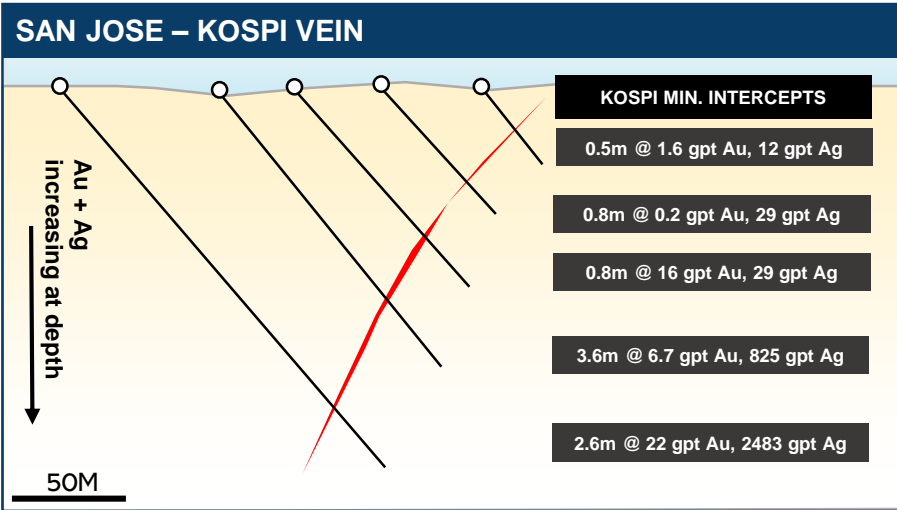 SAN JOSE – KOSPI VEIN
KOSPI MIN. INTERCEPTS
0.5m @ 1.6 gpt Au, 12 gpt Ag
0.8m @ 0.2 gpt Au, 29 gpt Ag
0.8m @ 16 gpt Au, 29 gpt Ag
3.6m @ 6.7 gpt Au, 825 gpt Ag
2.6m @ 22 gpt Au, 2483 gpt Ag
Au + Ag
increasing at depth
50M